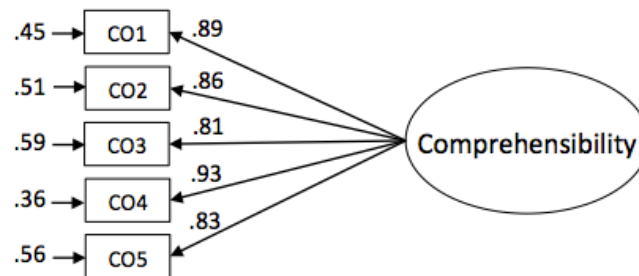 .45 CO1 .89
.51 CO2 .86
.59 CO3 .81
Comprehensibility
.36 CO4 .93
.56 CO5 .83